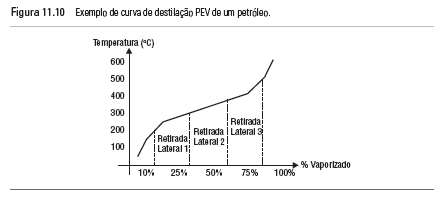 Figura 11.10 Exemplo de curva de destilação PEV de um petróleo.
Temperatura (ºC)
600
500
400
300
200
100
Retirada
Lateral 1
Retirada
Lateral 2
Retirada
Lateral 3
10% 25% 50% 75% 100%
% Vaporizado